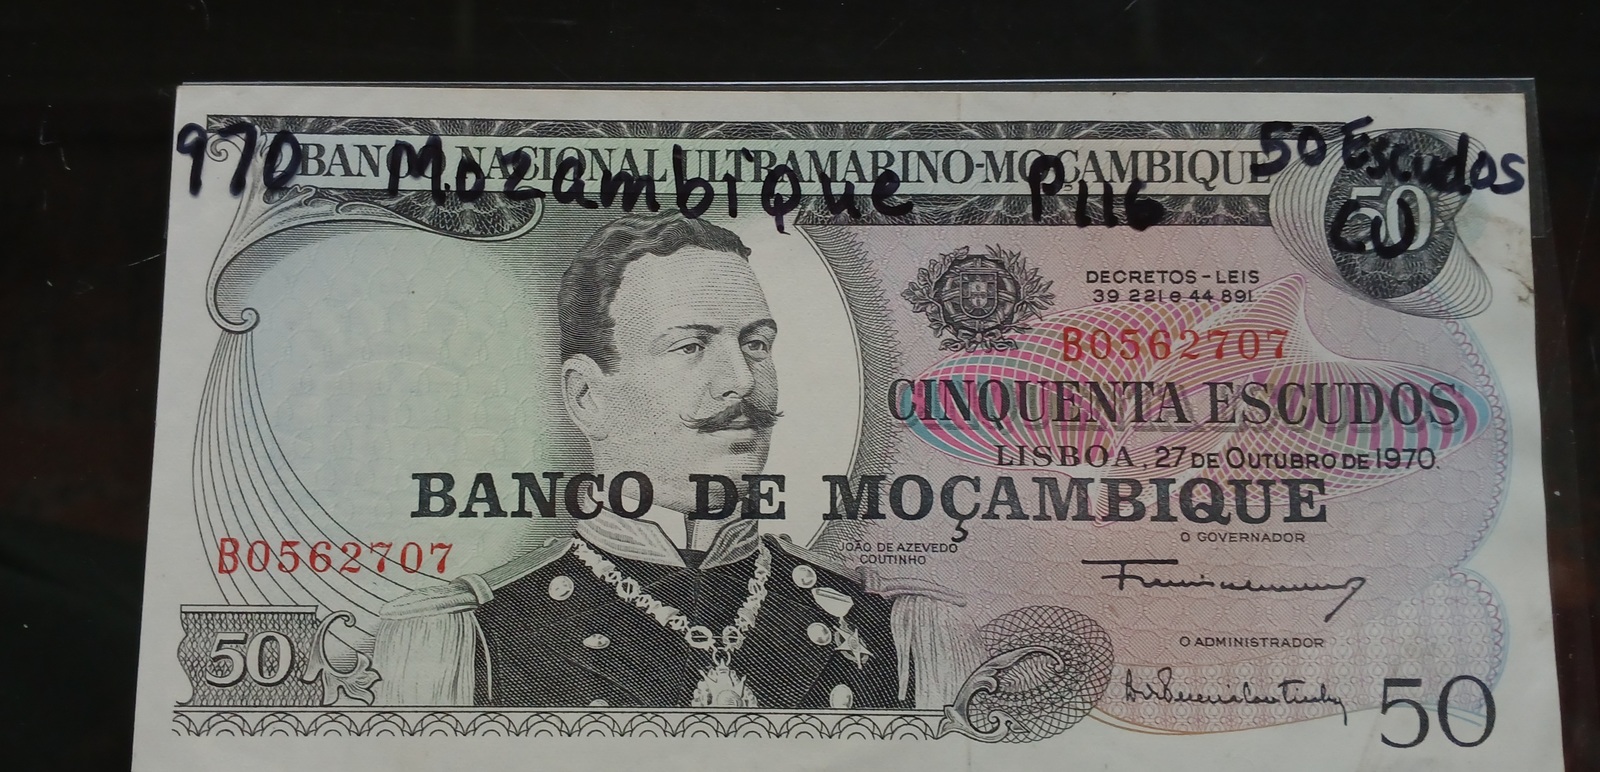 970 Mozambique P116 50 Escudos
CU
BANCO NACIONAL ULTRAMARINO-MOÇAMBIQUE
50
DECRETOS-LEIS
39 221 e 44 891
B0562707
CINQUENTA ESCUDOS
LISBOA, 27 DE OUTUBRO DE 1970.
BANCO DE MOÇAMBIQUE
O GOVERNADOR
B0562707
JOÃO DE AZEVEDO
COUTINHO
O ADMINISTRADOR
50
50